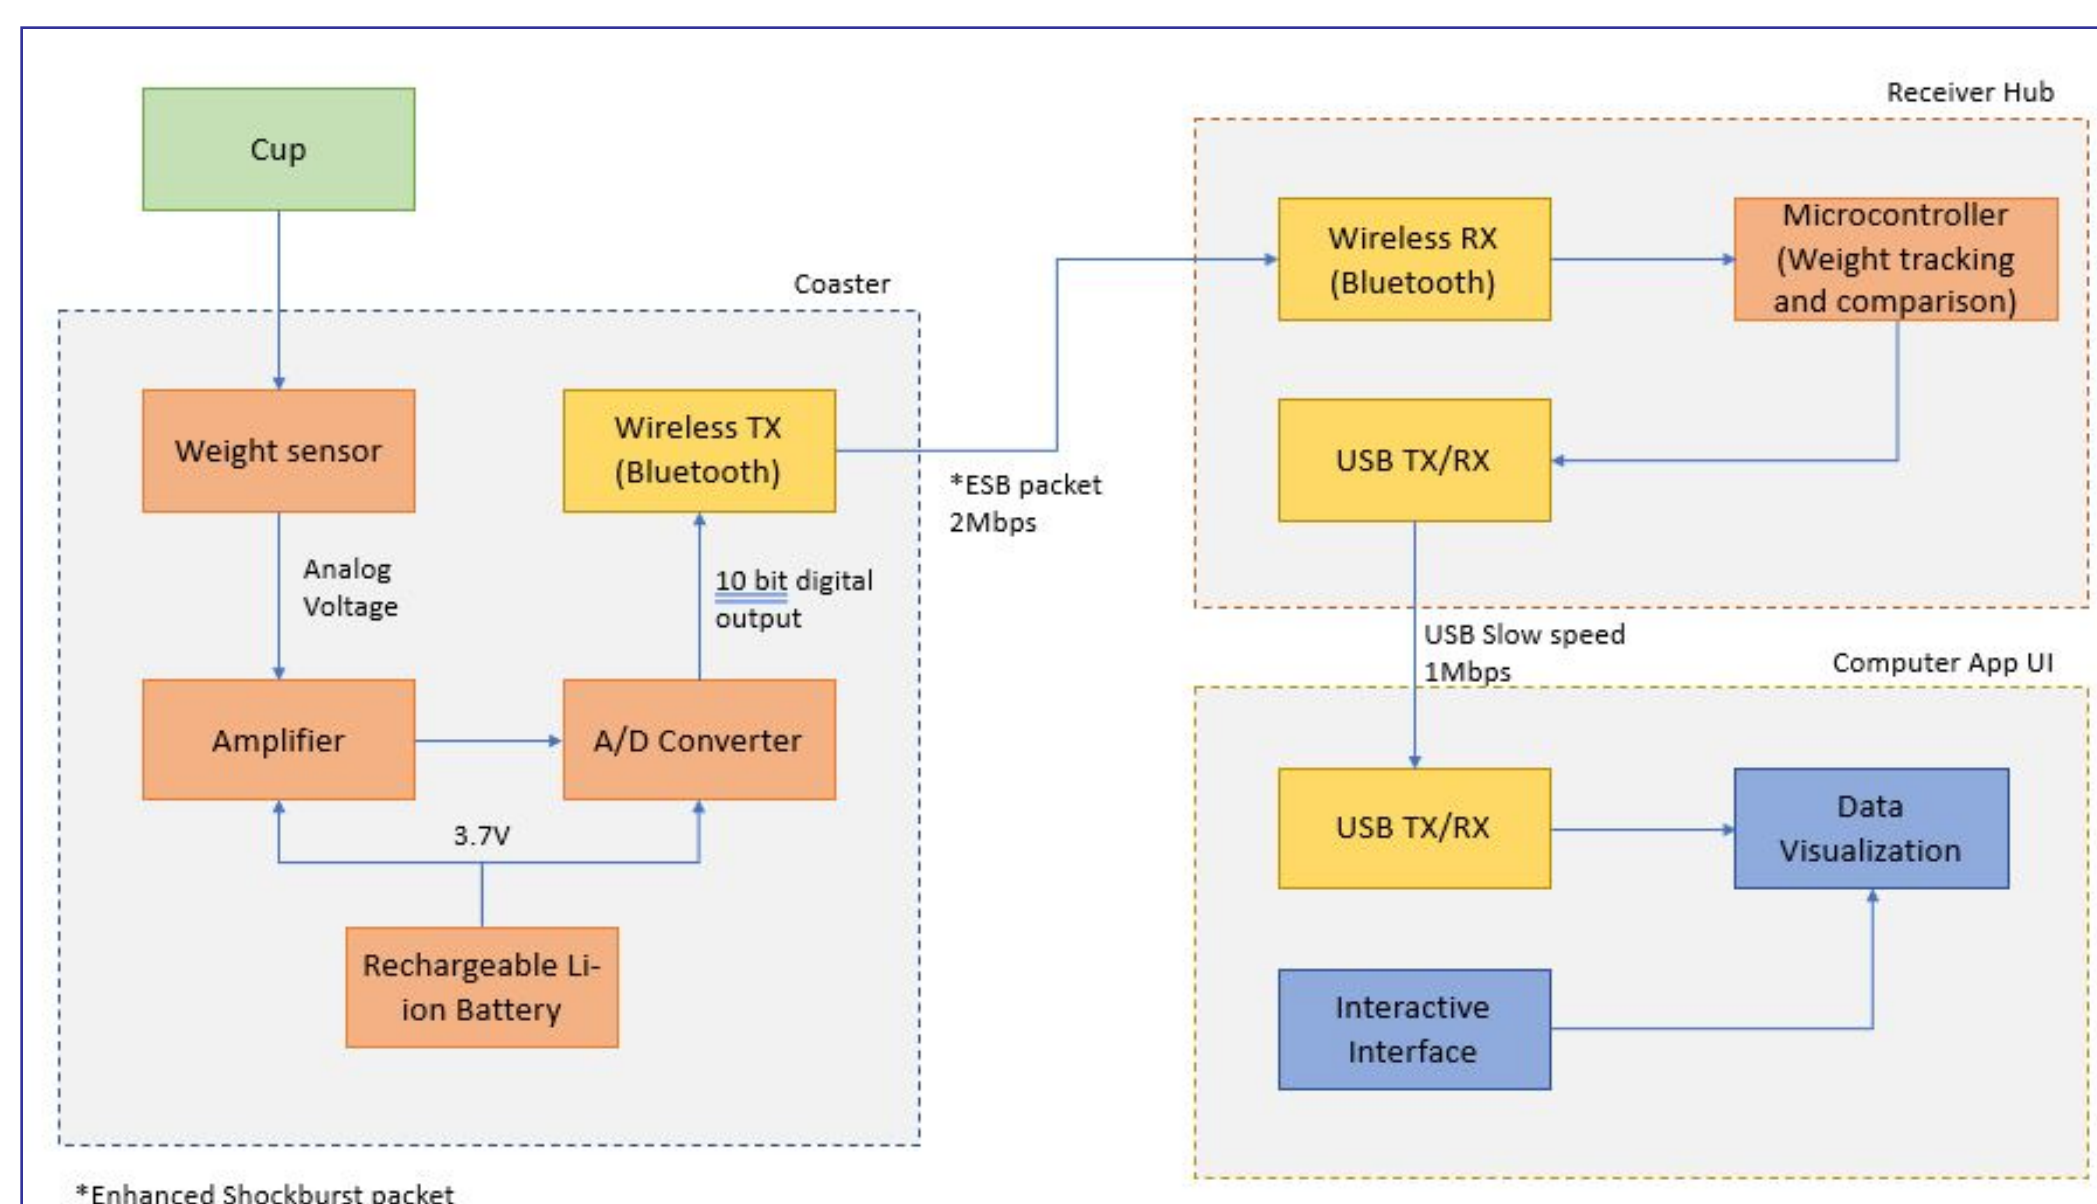 Receiver Hub
Cup
Wireless RX
(Bluetooth)
Microcontroller
(Weight tracking
and comparison)
Coaster
Weight sensor
Wireless TX
(Bluetooth)
USB TX/RX
*ESB packet
2Mbps
Analog
Voltage
10 bit digital
output
USB Slow speed
1Mbps
Computer App UI
Amplifier
A/D Converter
3.7V
USB TX/RX
Data
Visualization
Rechargeable Li-
ion Battery
Interactive
Interface
*Enhanced Shockburst packet